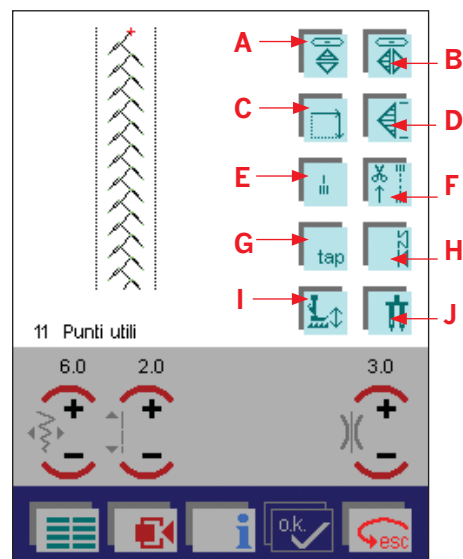 A
B
C
D
E
F
G
tap
H
I
J
11 Punti utili
6.0 2.0 3.0
+ + +
− − −
i o.k. esc